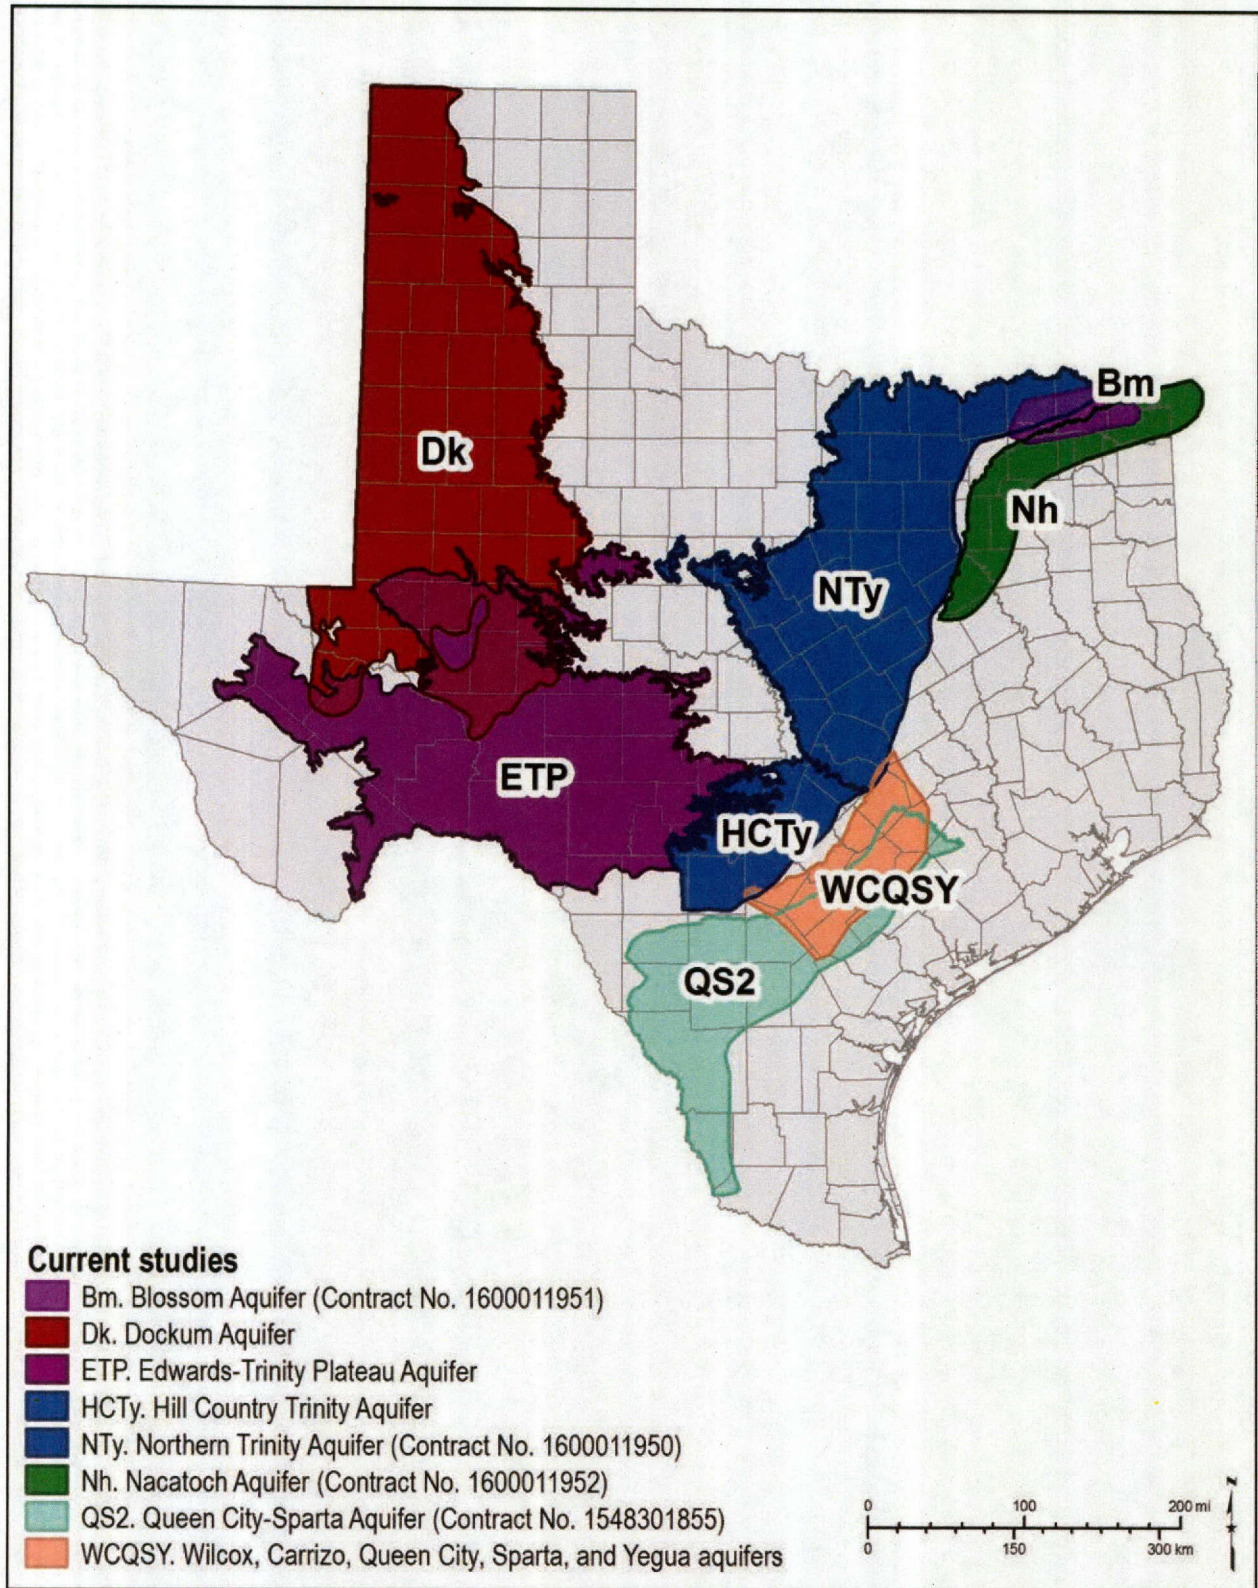 Bm
Dk
Nh
NTy
ETP
HCTy
WCQSY
QS2
Current studies
Bm. Blossom Aquifer (Contract No. 1600011951)
Dk. Dockum Aquifer
ETP. Edwards-Trinity Plateau Aquifer
HCTy. Hill Country Trinity Aquifer
NTy. Northern Trinity Aquifer (Contract No. 1600011950)
Nh. Nacatoch Aquifer (Contract No. 1600011952)
QS2. Queen City-Sparta Aquifer (Contract No. 1548301855)
WCQSY. Wilcox, Carrizo, Queen City, Sparta, and Yegua aquifers
0 100 200 mi
0 150 300 km
N